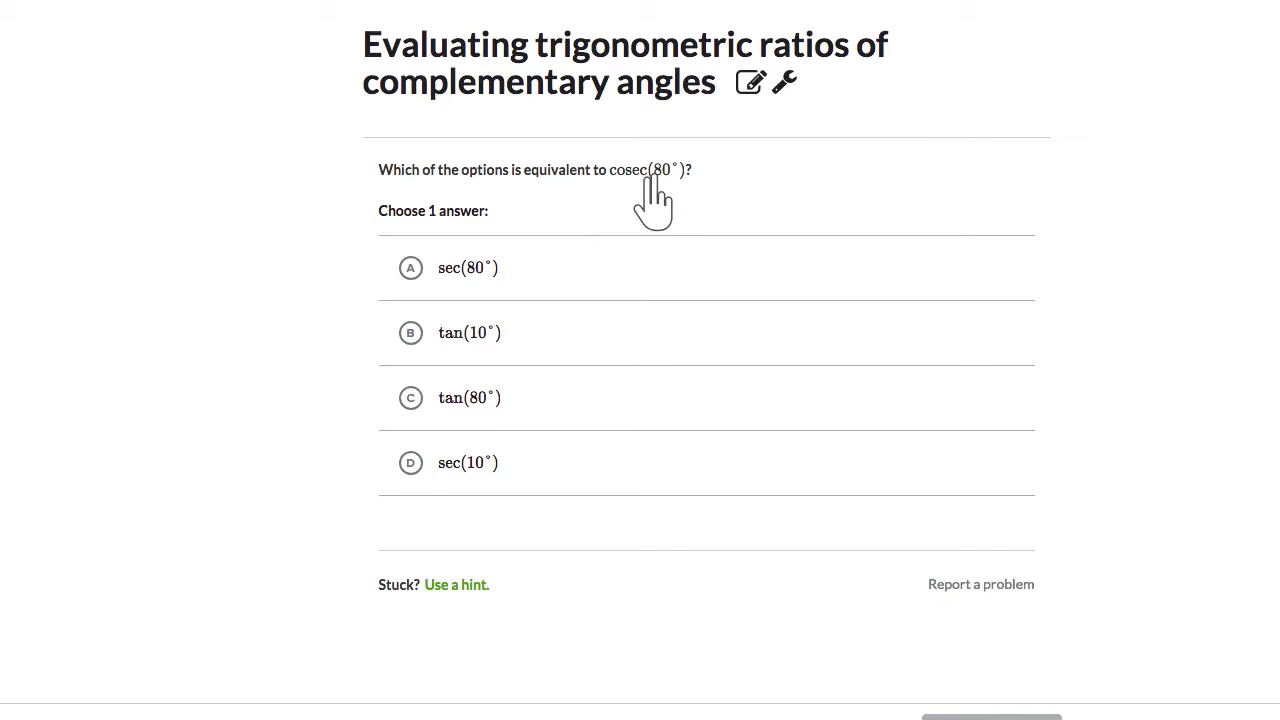 Evaluating trigonometric ratios of
complementary angles
Which of the options is equivalent to cosec(80°)?
Choose 1 answer:
A sec(80°)
B tan(10°)
C tan(80°)
D sec(10°)
Stuck? Use a hint.
Report a problem